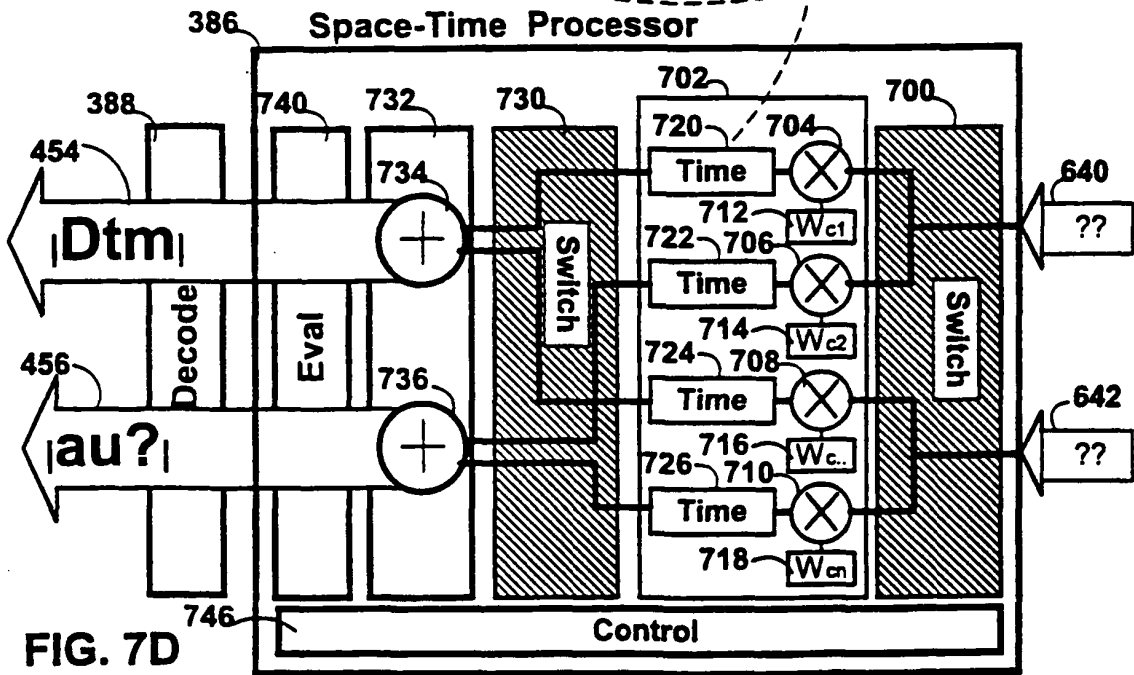 386 Space-Time Processor
702
388 740 732 730 720 704 700
454 Time 640
734 712 Wc1 ??
|Dtm| 722 706
Switch
Time
Switch
714 Wc2
Decode
Eval
724 708
456 736 Time 642
|au?| 716 Wc.. ??
726 710
Time
718 Wcn
746 Control
FIG. 7D